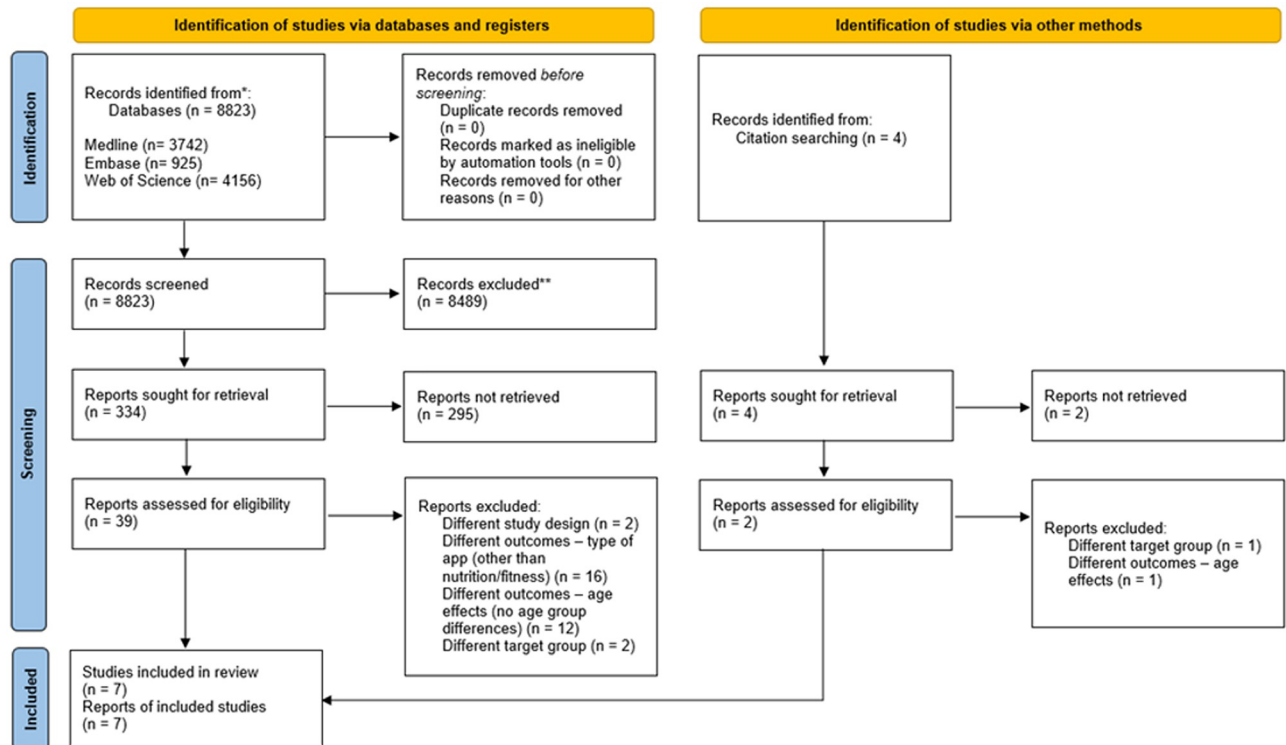 Identification of studies via databases and registers
Identification of studies via other methods
Identification
Records identified from*:
Databases (n = 8823)
Medline (n= 3742)
Embase (n= 925)
Web of Science (n= 4156)
Records removed before
screening:
Duplicate records removed
(n = 0)
Records marked as ineligible
by automation tools (n = 0)
Records removed for other
reasons (n = 0)
Records identified from:
Citation searching (n = 4)
Screening
Records screened
(n = 8823)
Records excluded**
(n = 8489)
Reports sought for retrieval
(n = 334)
Reports not retrieved
(n = 295)
Reports sought for retrieval
(n = 4)
Reports not retrieved
(n = 2)
Reports assessed for eligibility
(n = 39)
Reports excluded:
Different study design (n = 2)
Different outcomes – type of
app (other than
nutrition/fitness) (n = 16)
Different outcomes – age
effects (no age group
differences) (n = 12)
Different target group (n = 2)
Reports assessed for eligibility
(n = 2)
Reports excluded:
Different target group (n = 1)
Different outcomes – age
effects (n = 1)
Included
Studies included in review
(n = 7)
Reports of included studies
(n = 7)